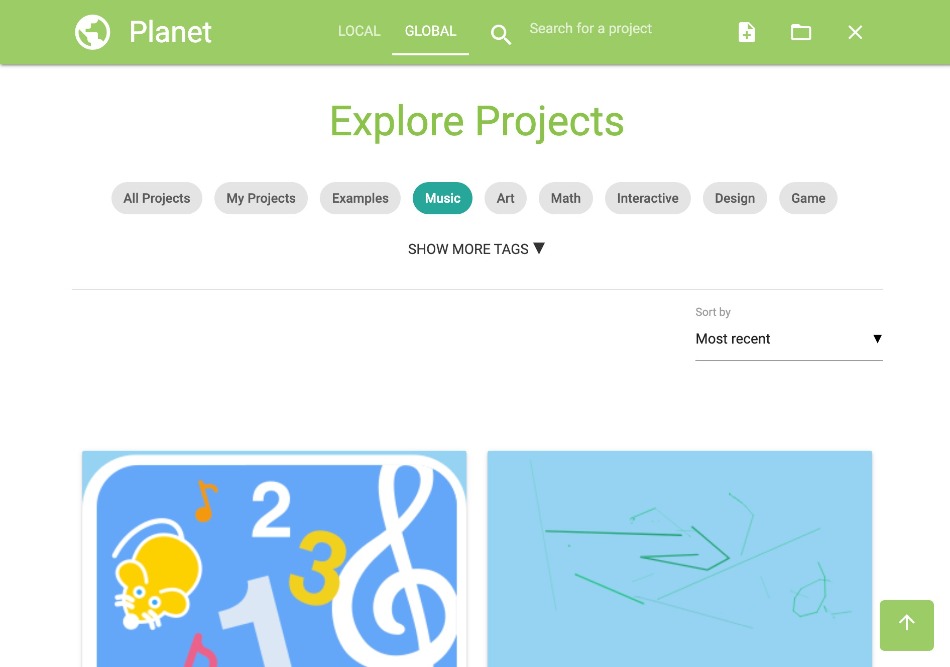 Planet
LOCAL
GLOBAL
Search for a project
Explore Projects
All Projects
My Projects
Examples
Music
Art
Math
Interactive
Design
Game
SHOW MORE TAGS ▼
Sort by
Most recent
2
3
1